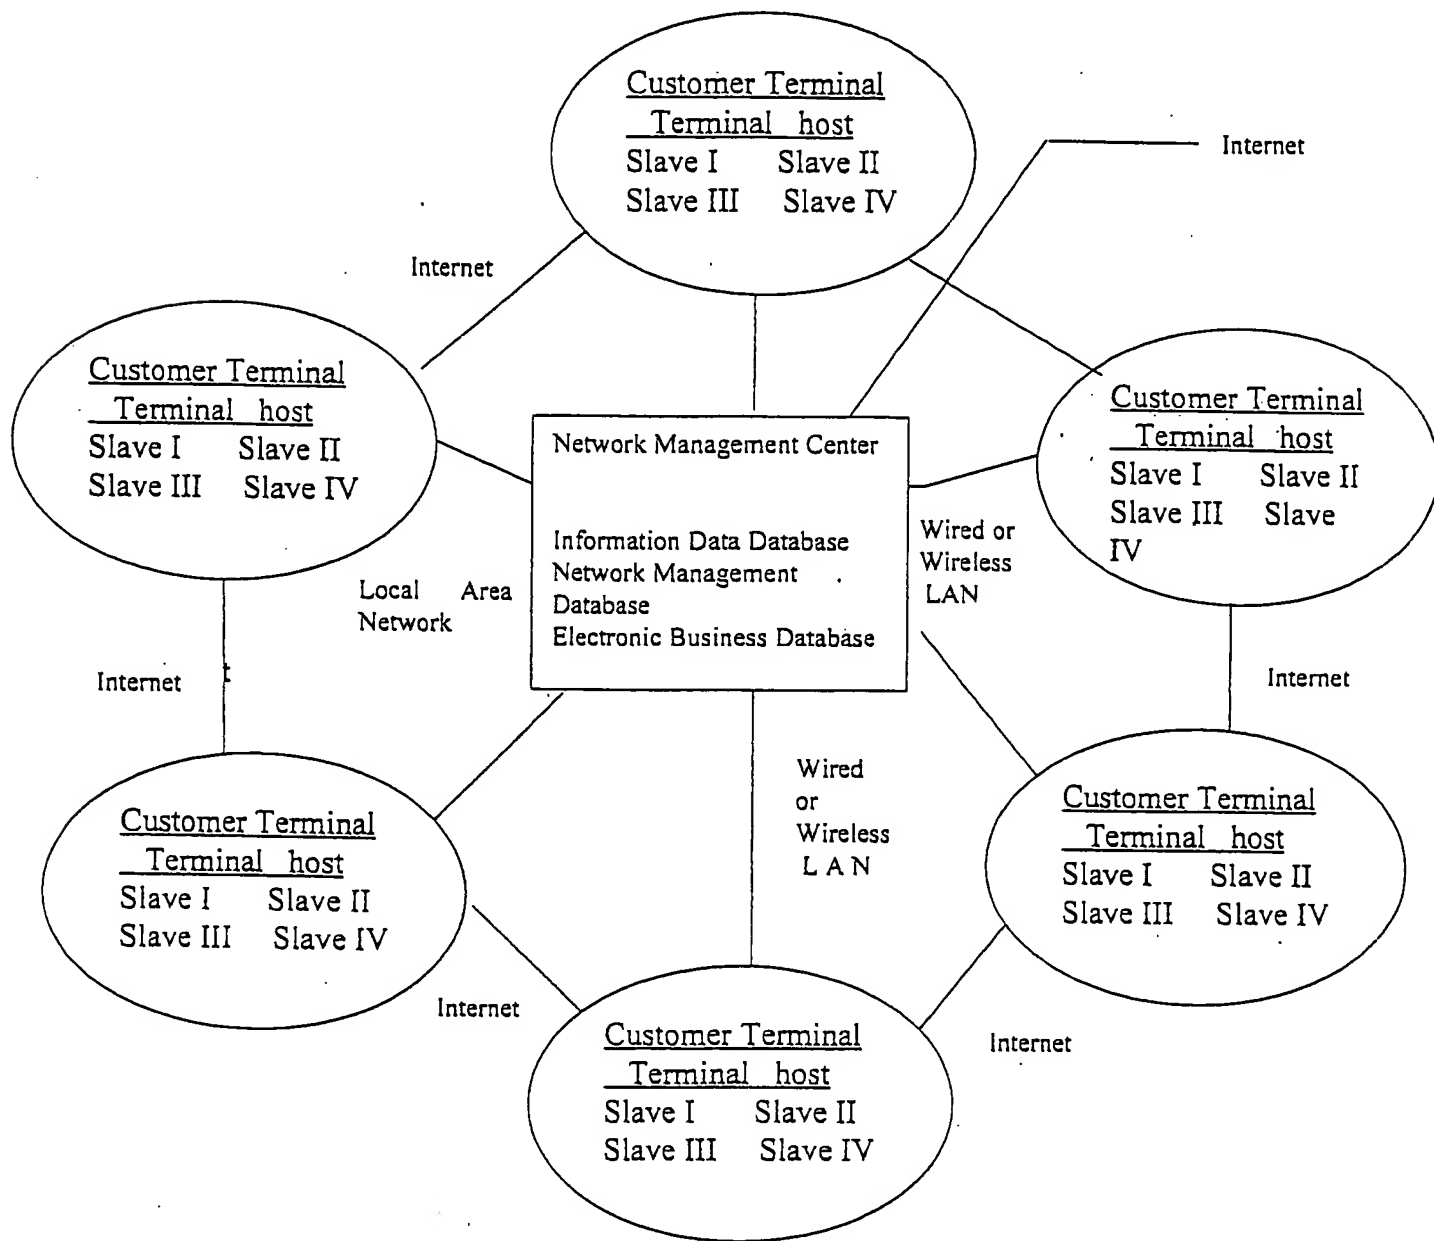 Customer Terminal
Terminal host
Slave I Slave II
Slave III Slave IV
Internet
Internet
Customer Terminal
Terminal host
Slave I Slave II
Slave III Slave IV
Customer Terminal
Terminal host
Slave I Slave II
Slave III Slave
IV
Network Management Center
Information Data Database
Network Management
Database
Electronic Business Database
Wired or
Wireless
LAN
Local Area
Network
Internet
Internet
Wired
or
Wireless
L A N
Customer Terminal
Terminal host
Slave I Slave II
Slave III Slave IV
Customer Terminal
Terminal host
Slave I Slave II
Slave III Slave IV
Internet
Internet
Customer Terminal
Terminal host
Slave I Slave II
Slave III Slave IV